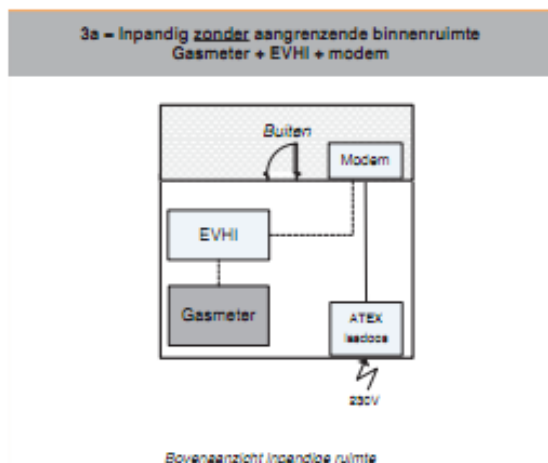 3a – Inpandig zonder aangrenzende binnenruimte
Gasmeter + EVHI + modem
Buiten
Modem
EVHI
Gasmeter
ATEX
lasdoos
230V
Bovenaanzicht inpandige ruimte